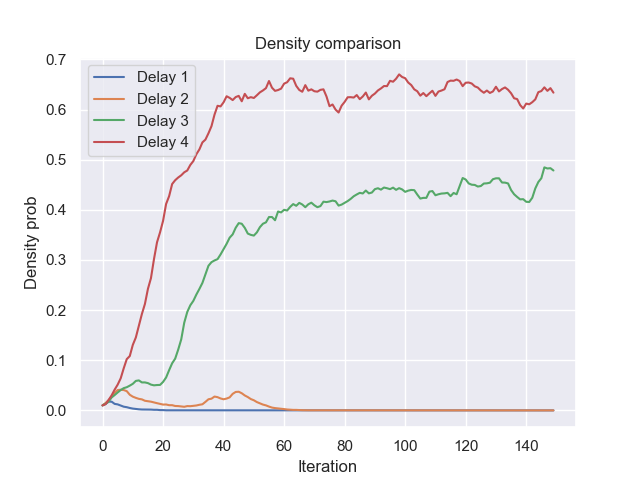 Density comparison
0.7
0.6
0.5
0.4
0.3
0.2
0.1
0.0
Density prob
Delay 1
Delay 2
Delay 3
Delay 4
0 20 40 60 80 100 120 140
Iteration